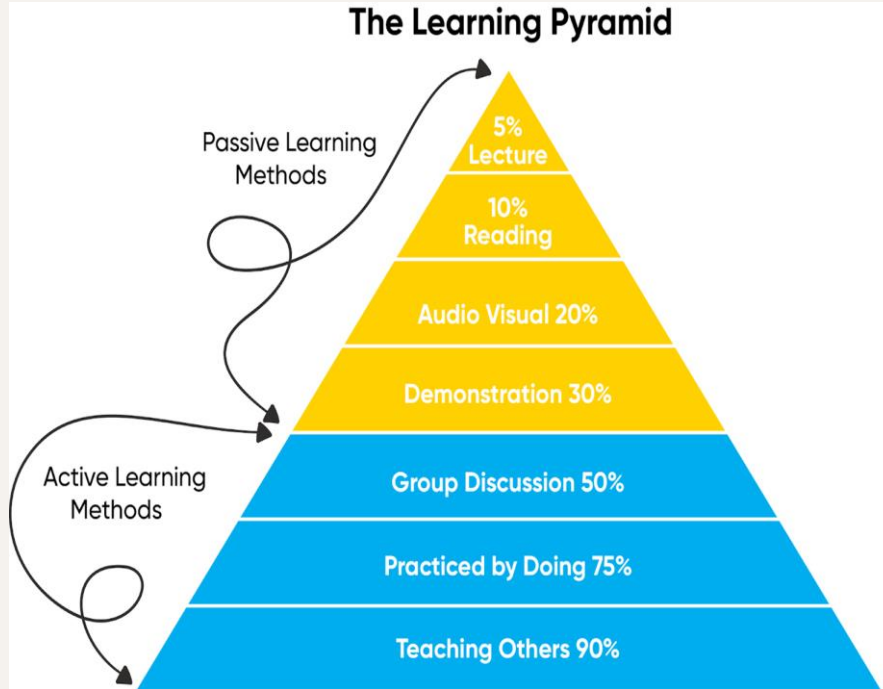 The Learning Pyramid
Passive Learning
Methods
5%
Lecture
10%
Reading
Audio Visual 20%
Demonstration 30%
Active Learning
Methods
Group Discussion 50%
Practiced by Doing 75%
Teaching Others 90%